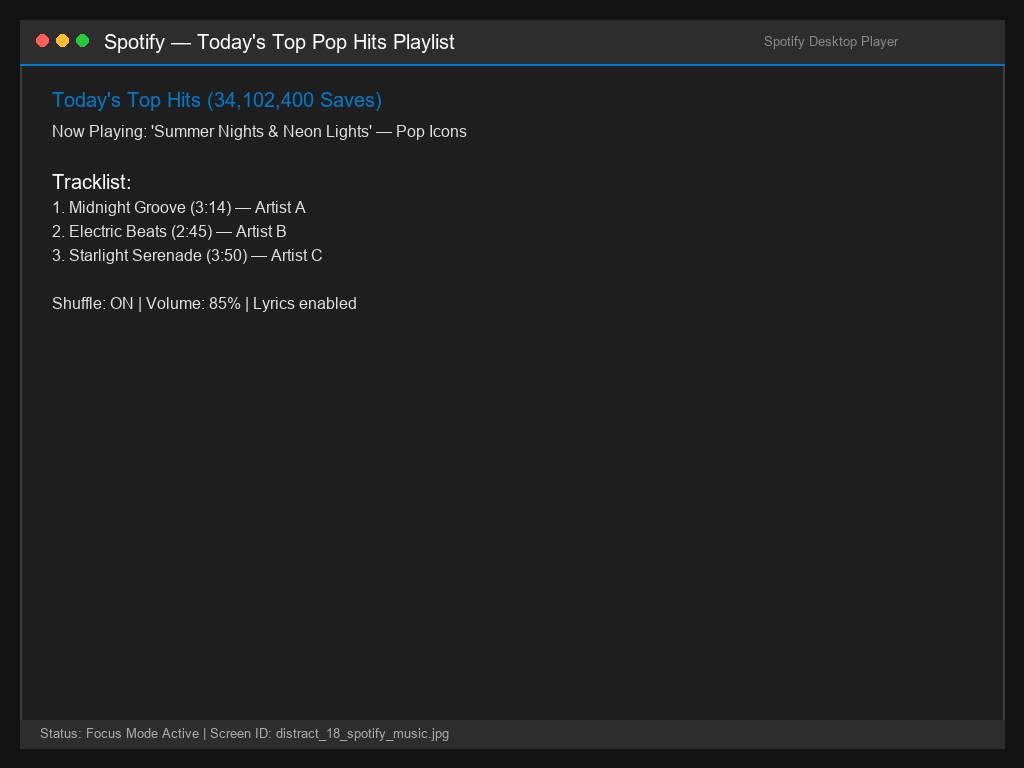 Spotify — Today's Top Pop Hits Playlist
Spotify Desktop Player
Today's Top Hits (34,102,400 Saves)
Now Playing: 'Summer Nights & Neon Lights' — Pop Icons
Tracklist:
1. Midnight Groove (3:14) — Artist A
2. Electric Beats (2:45) — Artist B
3. Starlight Serenade (3:50) — Artist C
Shuffle: ON | Volume: 85% | Lyrics enabled
Status: Focus Mode Active | Screen ID: distract_18_spotify_music.jpg